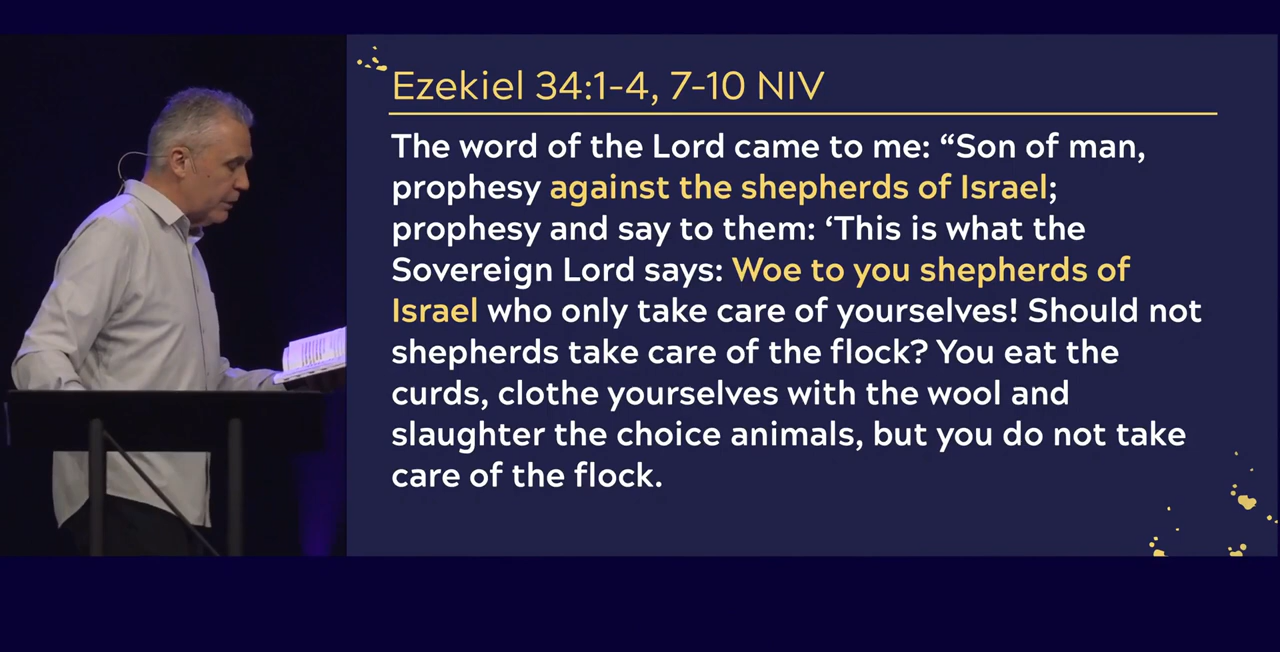 Ezekiel 34:1-4, 7-10 NIV
The word of the Lord came to me: “Son of man,
prophesy against the shepherds of Israel;
prophesy and say to them: ‘This is what the
Sovereign Lord says: Woe to you shepherds of
Israel who only take care of yourselves! Should not
shepherds take care of the flock? You eat the
curds, clothe yourselves with the wool and
slaughter the choice animals, but you do not take
care of the flock.